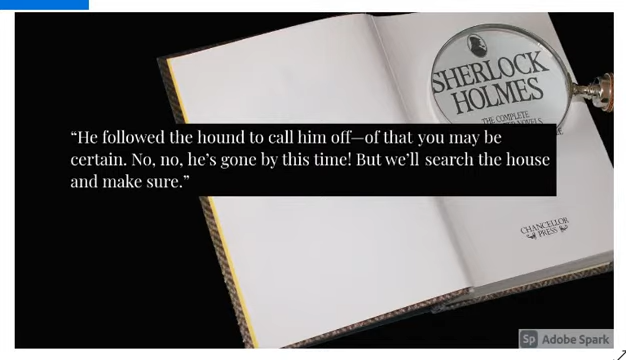 SHERLOCK
HOLMES
THE COMPLETE
“He followed the hound to call him off—of that you may be
certain. No, no, he’s gone by this time! But we’ll search the house
and make sure.”
CHANCELLOR
PRESS
Sp Adobe Spark